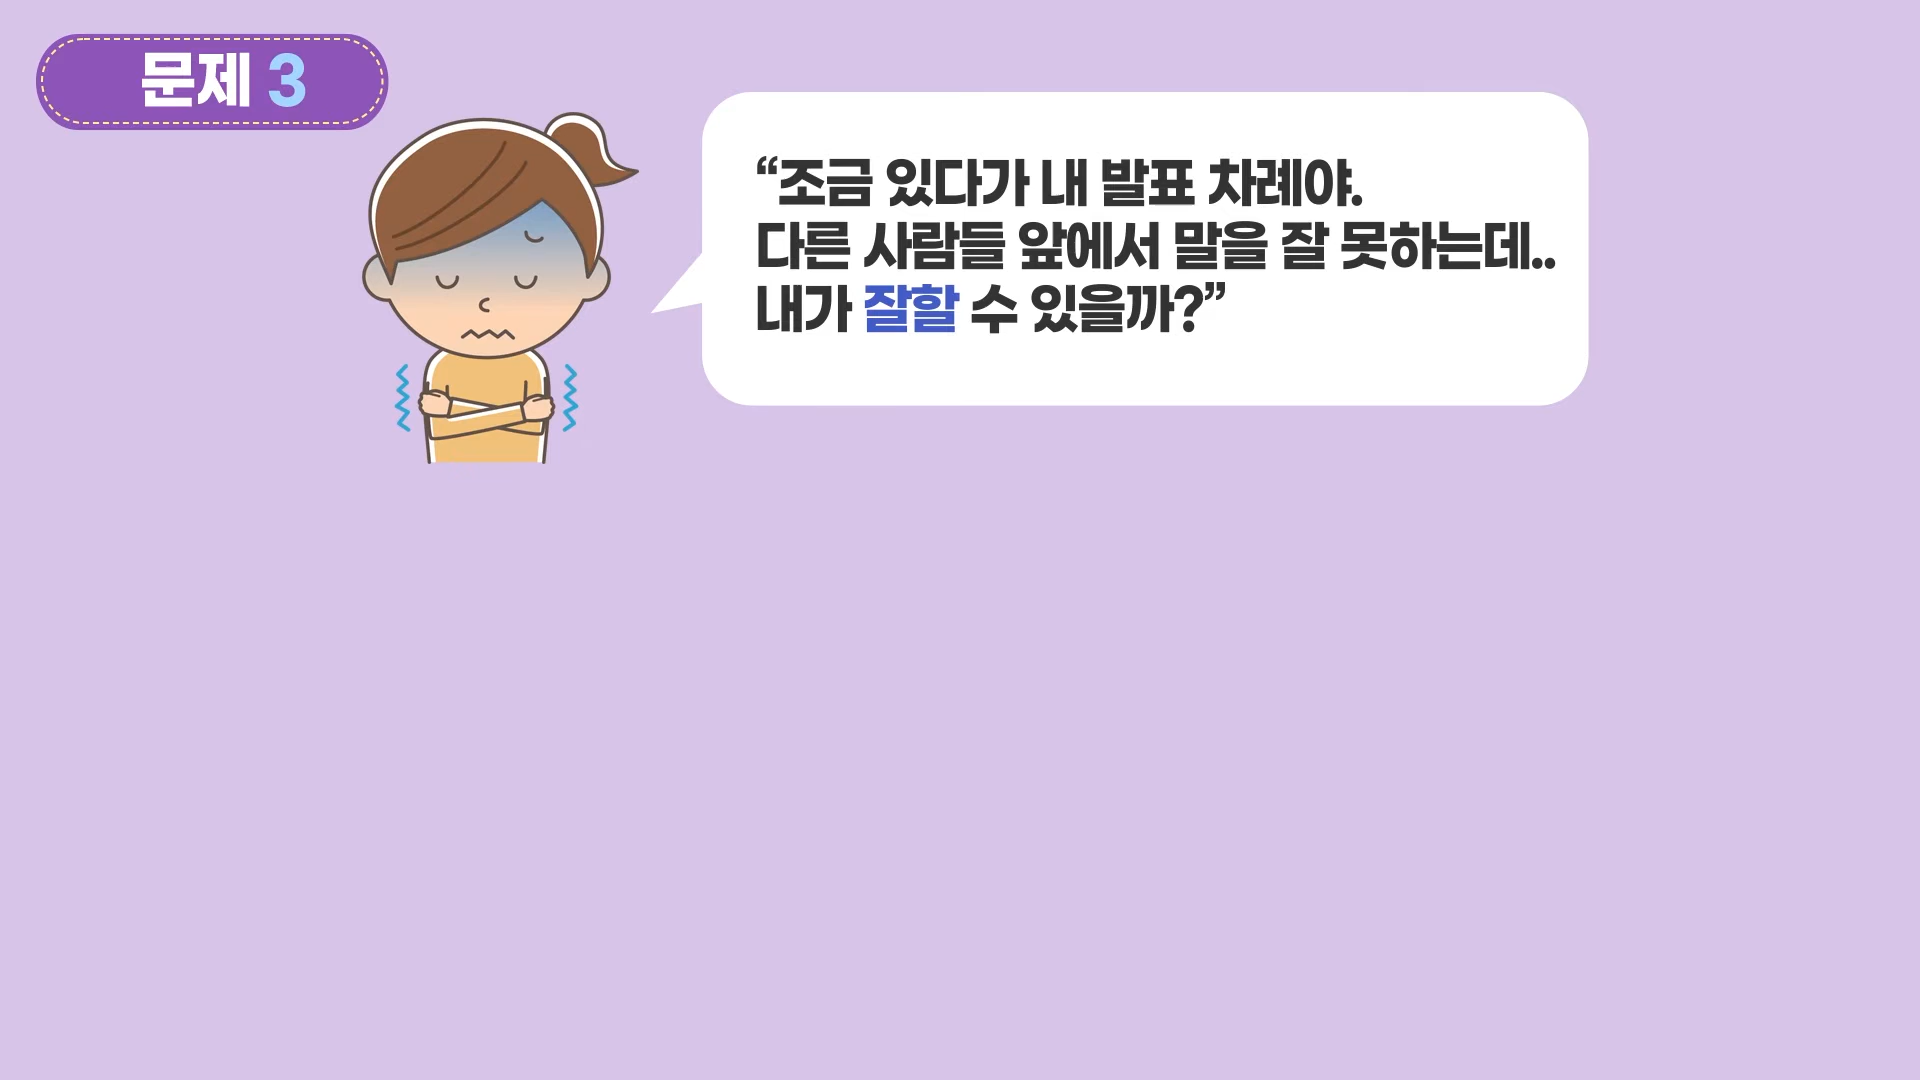 문제 3
“조금 있다가 내 발표 차례야.
다른 사람들 앞에서 말을 잘 못하는데..
내가 잘할 수 있을까?”